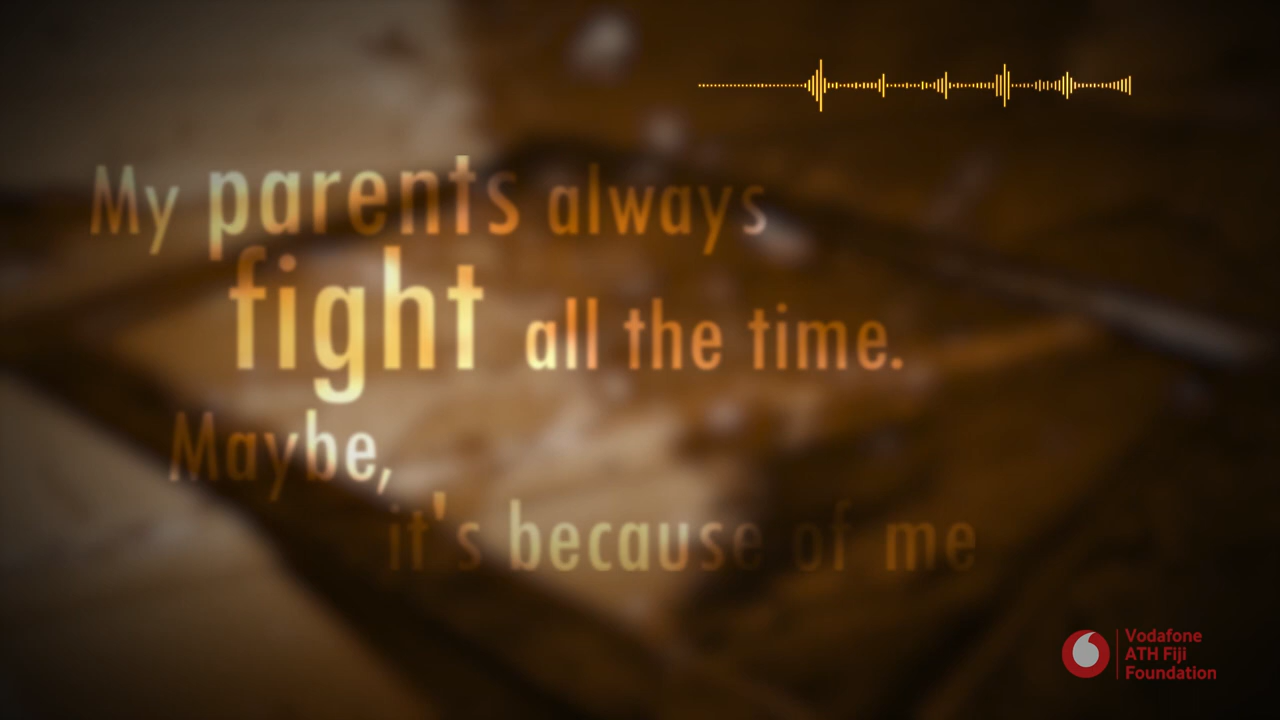 My parents always
fight all the time.
Maybe,
it's because of me
Vodafone
ATH Fiji
Foundation